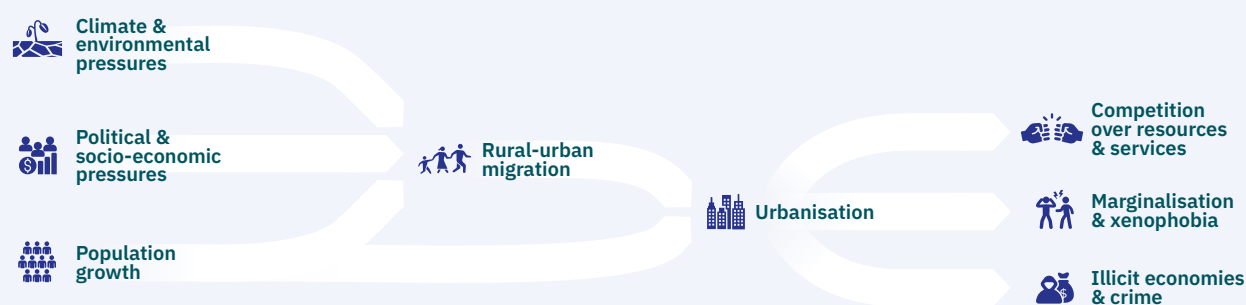 Climate &
environmental
pressures
Political &
socio-economic
pressures
Population
growth
Rural-urban
migration
Urbanisation
Competition
over resources
& services
Marginalisation
& xenophobia
Illicit economies
& crime